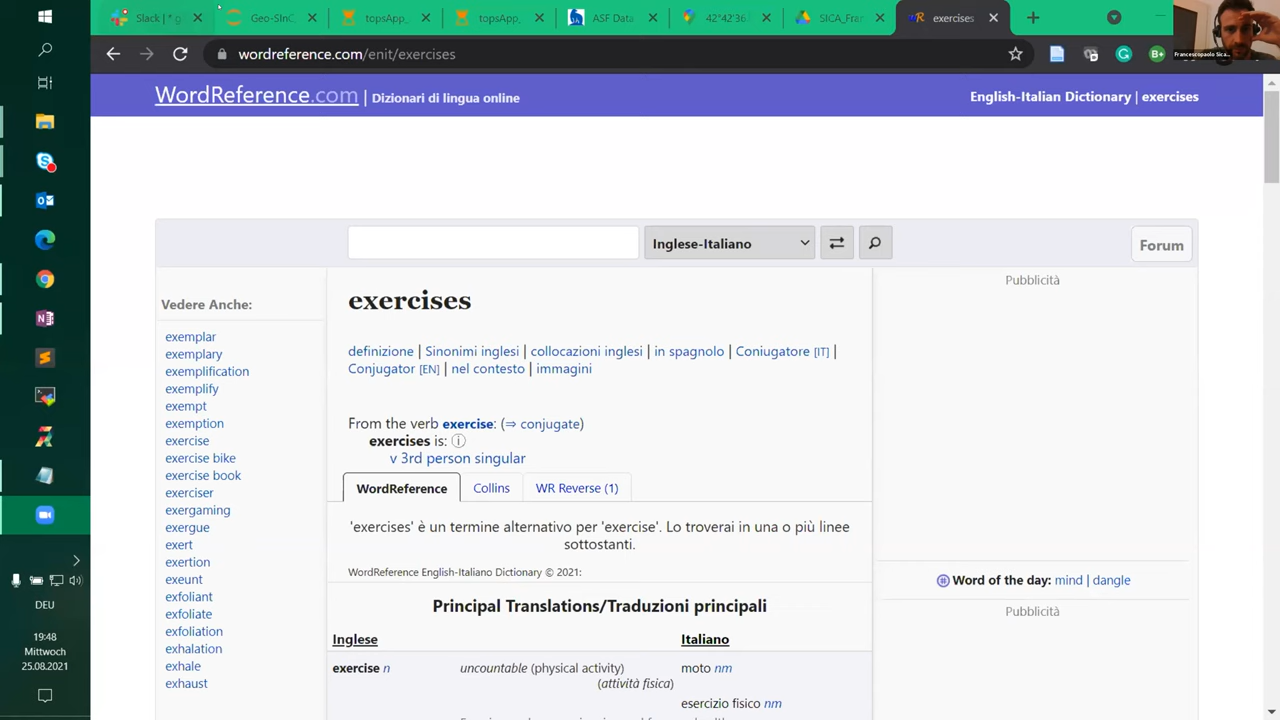 Slack | * g
Geo-SInC
topsApp_
topsApp_
ASF Data
42°42'36
SICA_Fran
exercises
wordreference.com/enit/exercises
Francescopaolo Sica...
WordReference.com | Dizionari di lingua online
English-Italian Dictionary | exercises
Inglese-Italiano
Forum
Vedere Anche:
exemplar
exemplary
exemplification
exemplify
exempt
exemption
exercise
exercise bike
exercise book
exerciser
exergaming
exergue
exert
exertion
exeunt
exfoliant
exfoliate
exfoliation
exhalation
exhale
exhaust
exercises
definizione | Sinonimi inglesi | collocazioni inglesi | in spagnolo | Coniugatore [IT] |
Conjugator [EN] | nel contesto | immagini
From the verb exercise: (⇒ conjugate)
exercises is: ⓘ
v 3rd person singular
WordReference
Collins
WR Reverse (1)
'exercises' è un termine alternativo per 'exercise'. Lo troverai in una o più linee
sottostanti.
WordReference English-Italiano Dictionary © 2021:
Principal Translations/Traduzioni principali
Inglese
Italiano
exercise n
uncountable (physical activity)
moto nm
(attività fisica)
esercizio fisico nm
Pubblicità
Word of the day: mind | dangle
Pubblicità
DEU
19:48
Mittwoch
25.08.2021